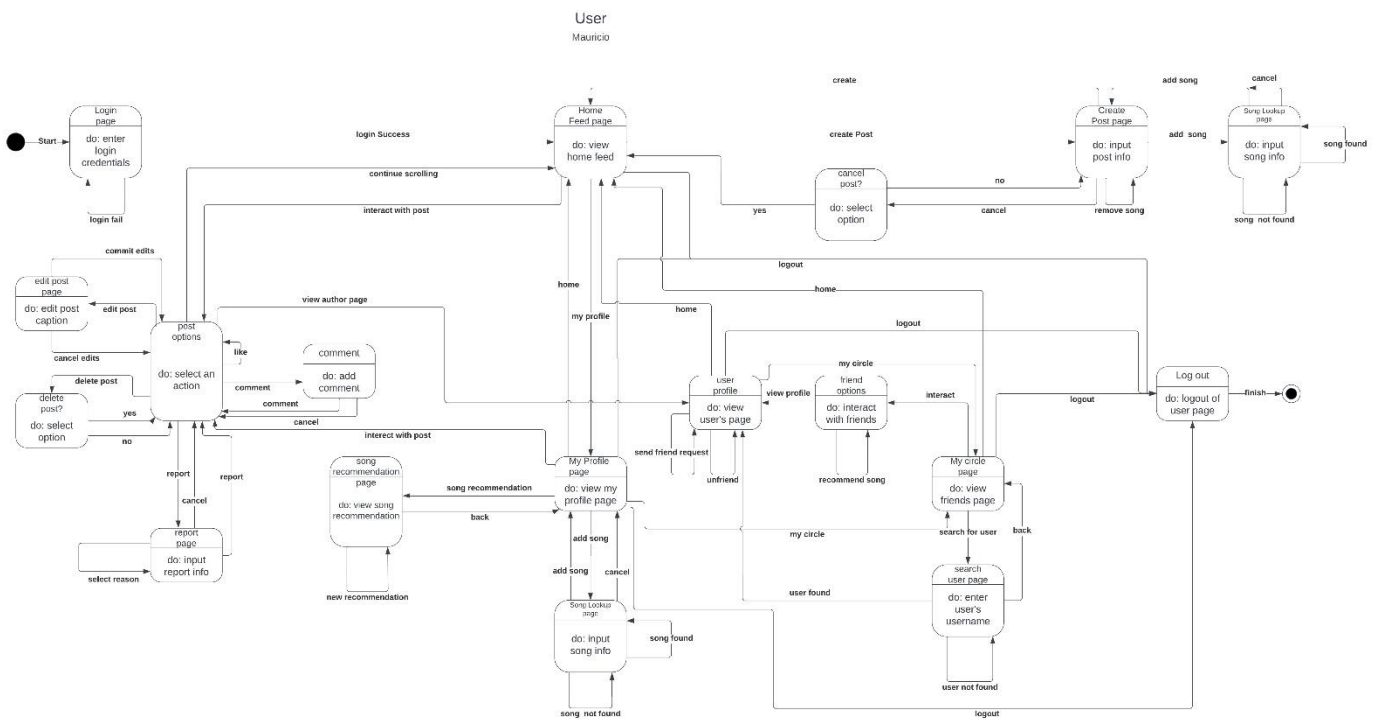 User
Mauricio
create
add song
cancel
Login
page
do: enter
login
credentials
Start
login fail
login Success
Home
Feed page
do: view
home feed
create Post
Create
Post page
do: input
post info
add song
Song Lookup
page
do: input
song info
song found
song not found
continue scrolling
interact with post
cancel
post?
do: select
option
no
cancel
yes
remove song
commit edits
edit post
page
do: edit post
caption
edit post
cancel edits
view author page
home
my profile
home
home
logout
logout
post
options
do: select an
action
like
comment
do: add
comment
comment
comment
cancel
delete post
delete
post?
do: select
option
yes
no
user
profile
do: view
user's page
my circle
view profile
friend
options
do: interact
with friends
interact
send friend request
unfriend
recommend song
logout
Log out
do: logout of
user page
finish
interect with post
report
report
cancel
report
page
do: input
report info
select reason
song
recommendation
page
do: view song
recommendation
song recommendation
back
new recommendation
My Profile
page
do: view my
profile page
my circle
My circle
page
do: view
friends page
search for user
back
add song
add song
cancel
Song Lookup
page
do: input
song info
song found
song not found
user found
search
user page
do: enter
user's
username
user not found
logout